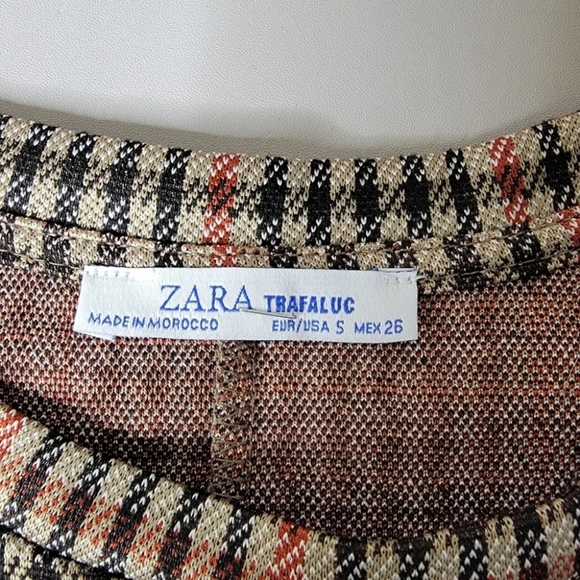 ZARA TRAFALUC
MADE IN MOROCCO EUR/USA S MEX 26